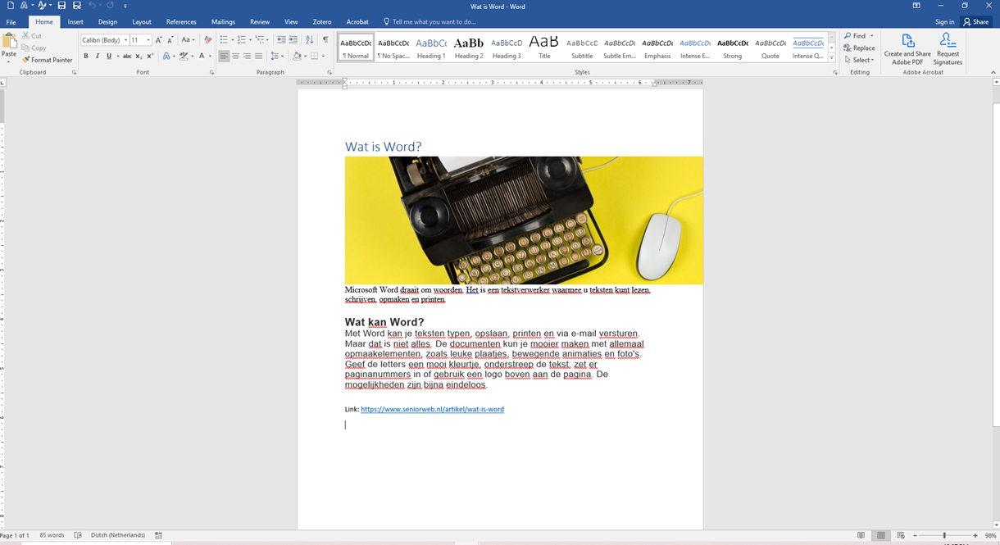 Wat is Word - Word
File Home Insert Design Layout References Mailings Review View Zotero Acrobat Tell me what you want to do... Sign in Share
Paste
Cut
Copy
Format Painter
Clipboard
Calibri (Body) 11
Font
Paragraph
AaBbCcDc AaBbCcDc AaBbCc AaBb AaBbCcD AaB AaBbCcD AaBbCcDc AaBbCcDc AaBbCcDc AaBbCcDc AaBbCcDc AaBbCcDc
¶ Normal ¶ No Spac... Heading 1 Heading 2 Heading 3 Title Subtitle Subtle Em... Emphasis Intense E... Strong Quote Intense Q...
Styles
Find
Replace
Select
Editing
Create and Share
Adobe PDF
Request
Signatures
Adobe Acrobat
1 2 3 4 5 6 7
Wat is Word?
Microsoft Word draait om woorden. Het is een tekstverwerker waarmee u teksten kunt lezen,
schrijven, opmaken en printen.
Wat kan Word?
Met Word kan je teksten typen, opslaan, printen en via e-mail versturen.
Maar dat is niet alles. De documenten kun je mooier maken met allemaal
opmaakelementen, zoals leuke plaatjes, bewegende animaties en foto's.
Geef de letters een mooi kleurtje, onderstreep de tekst, zet er
paginanummers in of gebruik een logo boven aan de pagina. De
mogelijkheden zijn bijna eindeloos.
Link: https://www.seniorweb.nl/artikel/wat-is-word
Page 1 of 1 85 words Dutch (Netherlands) 98%